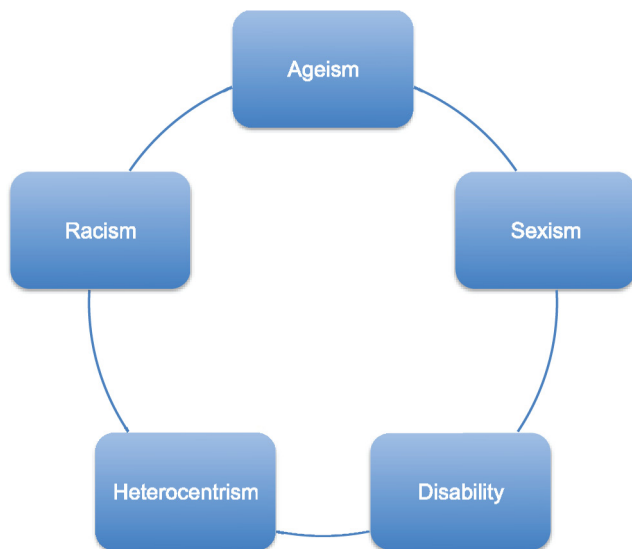 Ageism
Racism
Sexism
Heterocentrism
Disability